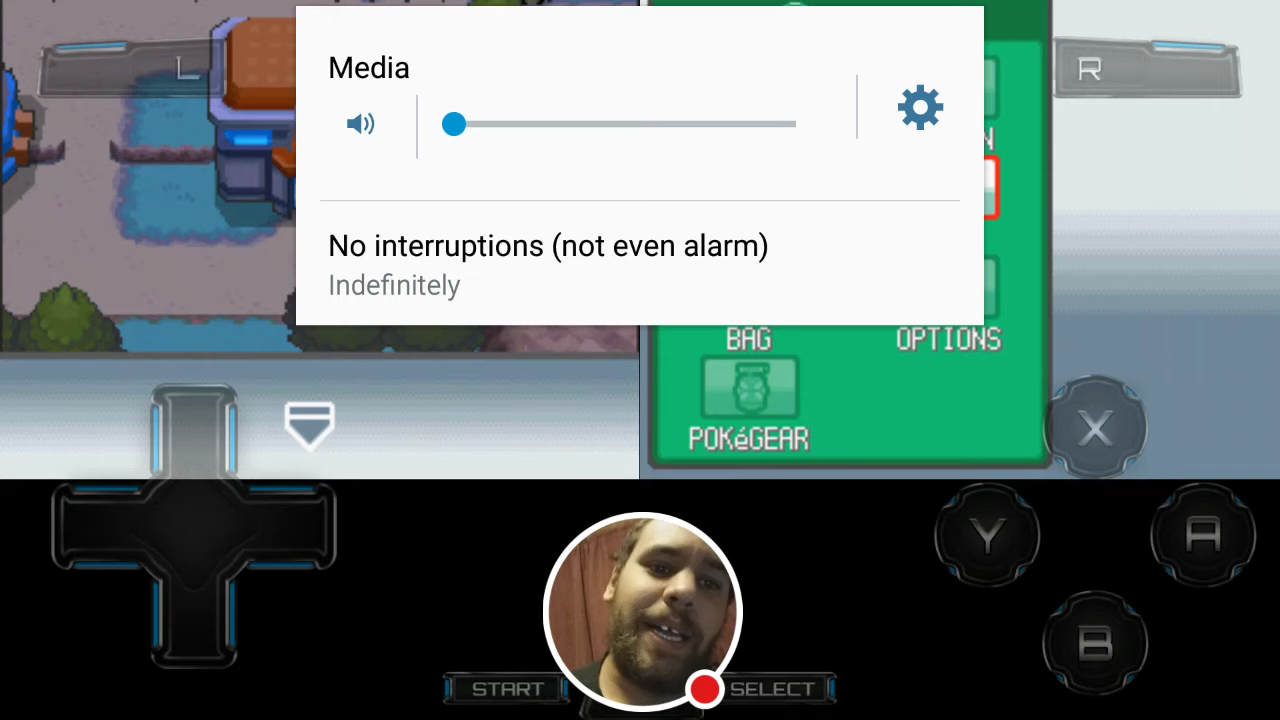 L
Media
R
No interruptions (not even alarm)
Indefinitely
BAG
OPTIONS
POKéGEAR
X
Y
A
B
START
SELECT